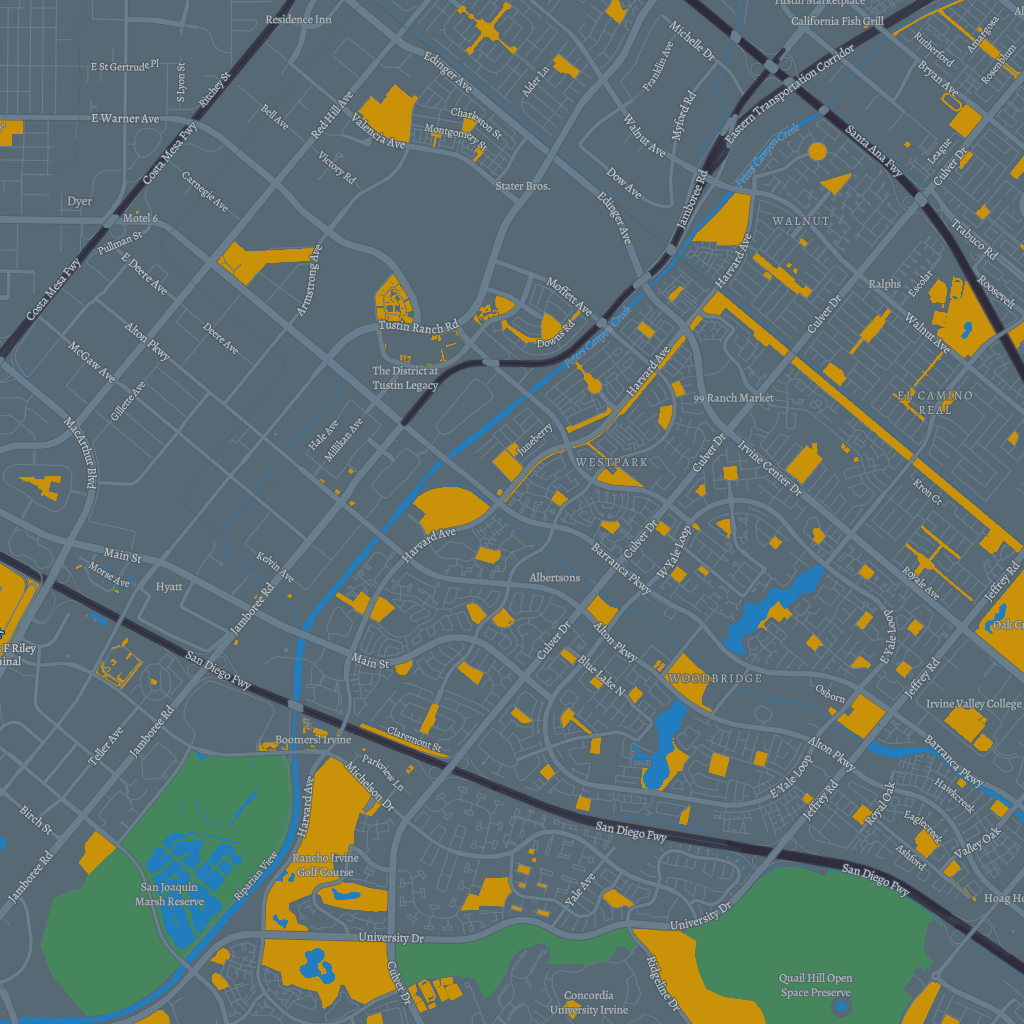 Tustin Marketplace
Residence Inn
California Fish Grill
Michelle Dr
Amargosa
Rutherford
Rosenblum
E St Gertrude Pl
S Lyon St
Ritchey St
Edinger Ave
Alder Ln
Franklin Ave
Eastern Transportation Corridor
Bryan Ave
E Warner Ave
Bell Ave
Red Hill Ave
Valencia Ave
Charleston St
Montgomery St
Walnut Ave
Myford Rd
Peters Canyon Creek
Santa Ana Fwy
League
Culver Dr
Costa Mesa Fwy
Victory Rd
Carnegie Ave
Stater Bros.
Dow Ave
Edinger Ave
Jamboree Rd
Dyer
Motel 6
WALNUT
Trabuco Rd
Pullman St
E Deere Ave
Armstrong Ave
Harvard Ave
Costa Mesa Fwy
Moffett Ave
Ralphs
Escobar
Roosevelt
Alton Pkwy
Deere Ave
Tustin Ranch Rd
Downs Rd
Peters Canyon Creek
Culver Dr
Walnut Ave
McGaw Ave
Gillette Ave
The District at
Tustin Legacy
Harvard Ave
99 Ranch Market
EL CAMINO
REAL
MacArthur Blvd
Hale Ave
Millikan Ave
Juneberry
WESTPARK
Culver Dr
Irvine Center Dr
Kron Cr
Harvard Ave
Culver Dr
W Yale Loop
Main St
Morse Ave
Kelvin Ave
Hyatt
Albertsons
Barranca Pkwy
Royale Ave
Jeffrey Rd
Jamboree Rd
Oak Cr
Culver Dr
Alton Pkwy
E Yale Loop
F Riley
San Diego Fwy
Main St
Blue Lake N
WOODBRIDGE
Osborn
Jeffrey Rd
Irvine Valley College
Teller Ave
Jamboree Rd
Boomers! Irvine
Claremont St
Parkview Ln
Michelson Dr
Alton Pkwy
Barranca Pkwy
E Yale Loop
Jeffrey Rd
Hawkcreek
Royal Oak
Birch St
Harvard Ave
San Diego Fwy
Eaglecreek
Valley Oak
Ashford
Jamboree Rd
Rancho Irvine
Golf Course
Riparian View
San Joaquin
Marsh Reserve
Yale Ave
San Diego Fwy
University Dr
University Dr
Culver Dr
Ridgeline Dr
Quail Hill Open
Space Preserve
Concordia
University Irvine